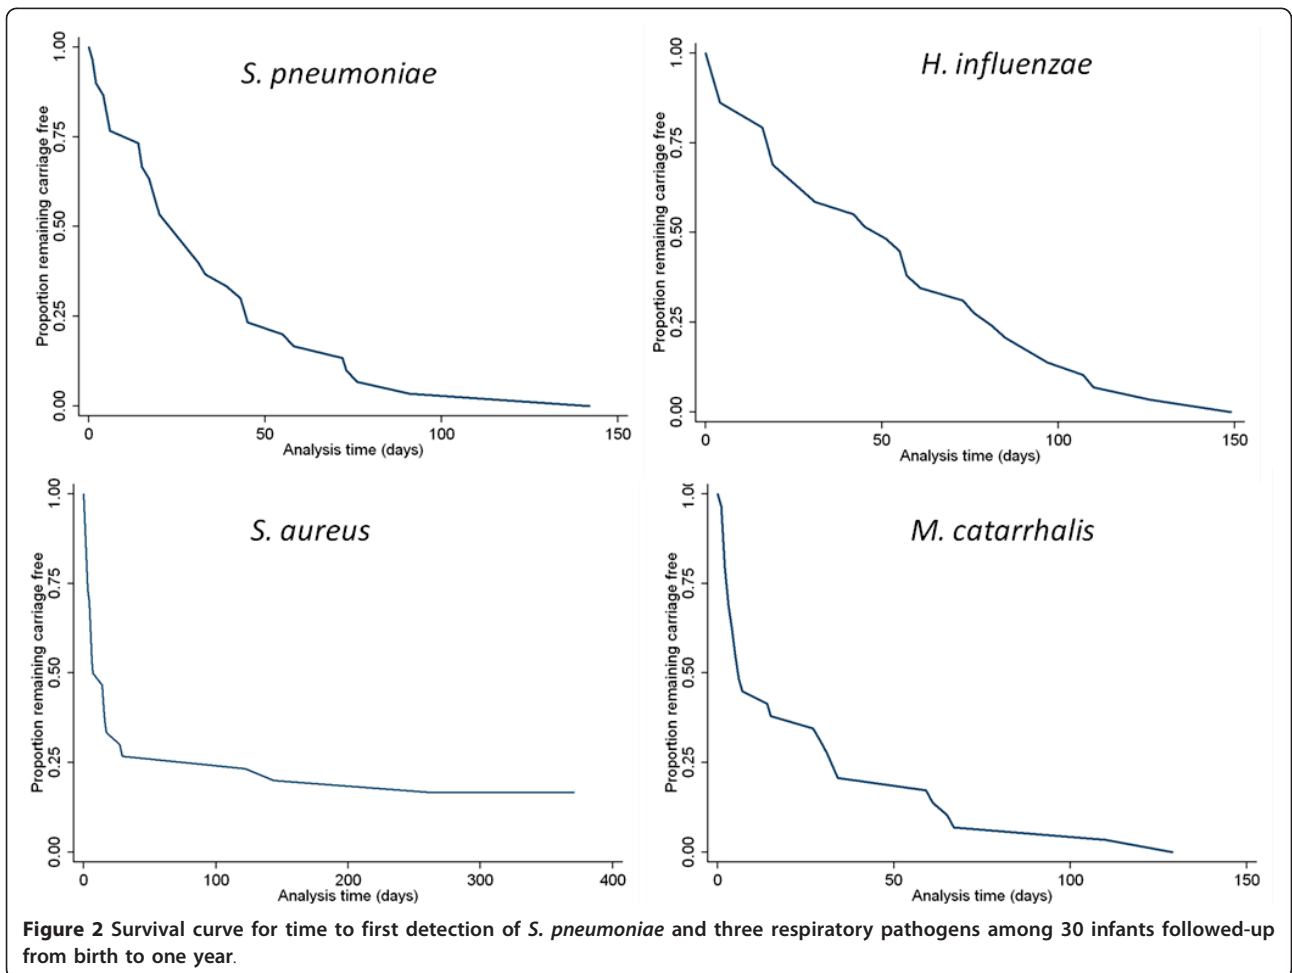 S. pneumoniae
Proportion remaining carriage free
1.00
0.75
0.50
0.25
0.00
0
50
100
150
Analysis time (days)
H. influenzae
Proportion remaining carriage free
1.00
0.75
0.50
0.25
0.00
0
50
100
150
Analysis time (days)
S. aureus
Proportion remaining carriage free
1.00
0.75
0.50
0.25
0.00
0
100
200
300
400
Analysis time (days)
M. catarrhalis
Proportion remaining carriage free
0.75
0.50
0.25
0.00
0
50
100
150
Analysis time (days)
Figure 2 Survival curve for time to first detection of S. pneumoniae and three respiratory pathogens among 30 infants followed-up
from birth to one year.